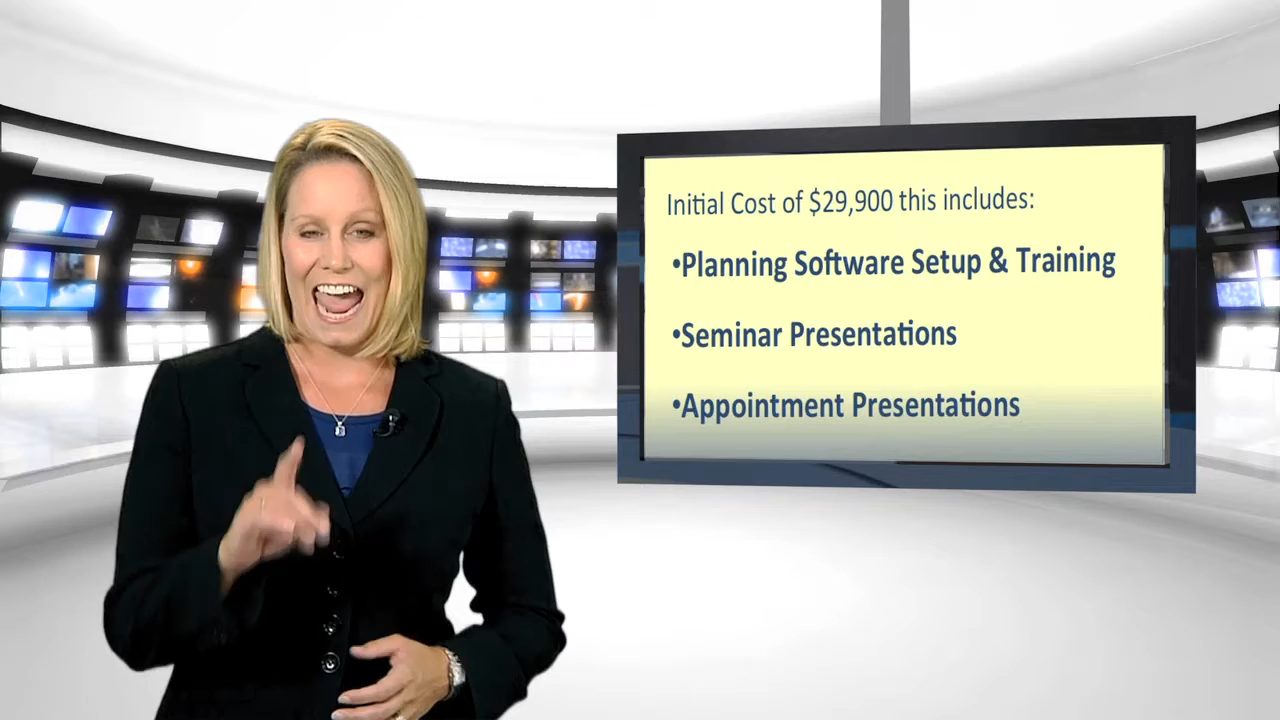 Initial Cost of $29,900 this includes:
•Planning Software Setup & Training
•Seminar Presentations
•Appointment Presentations